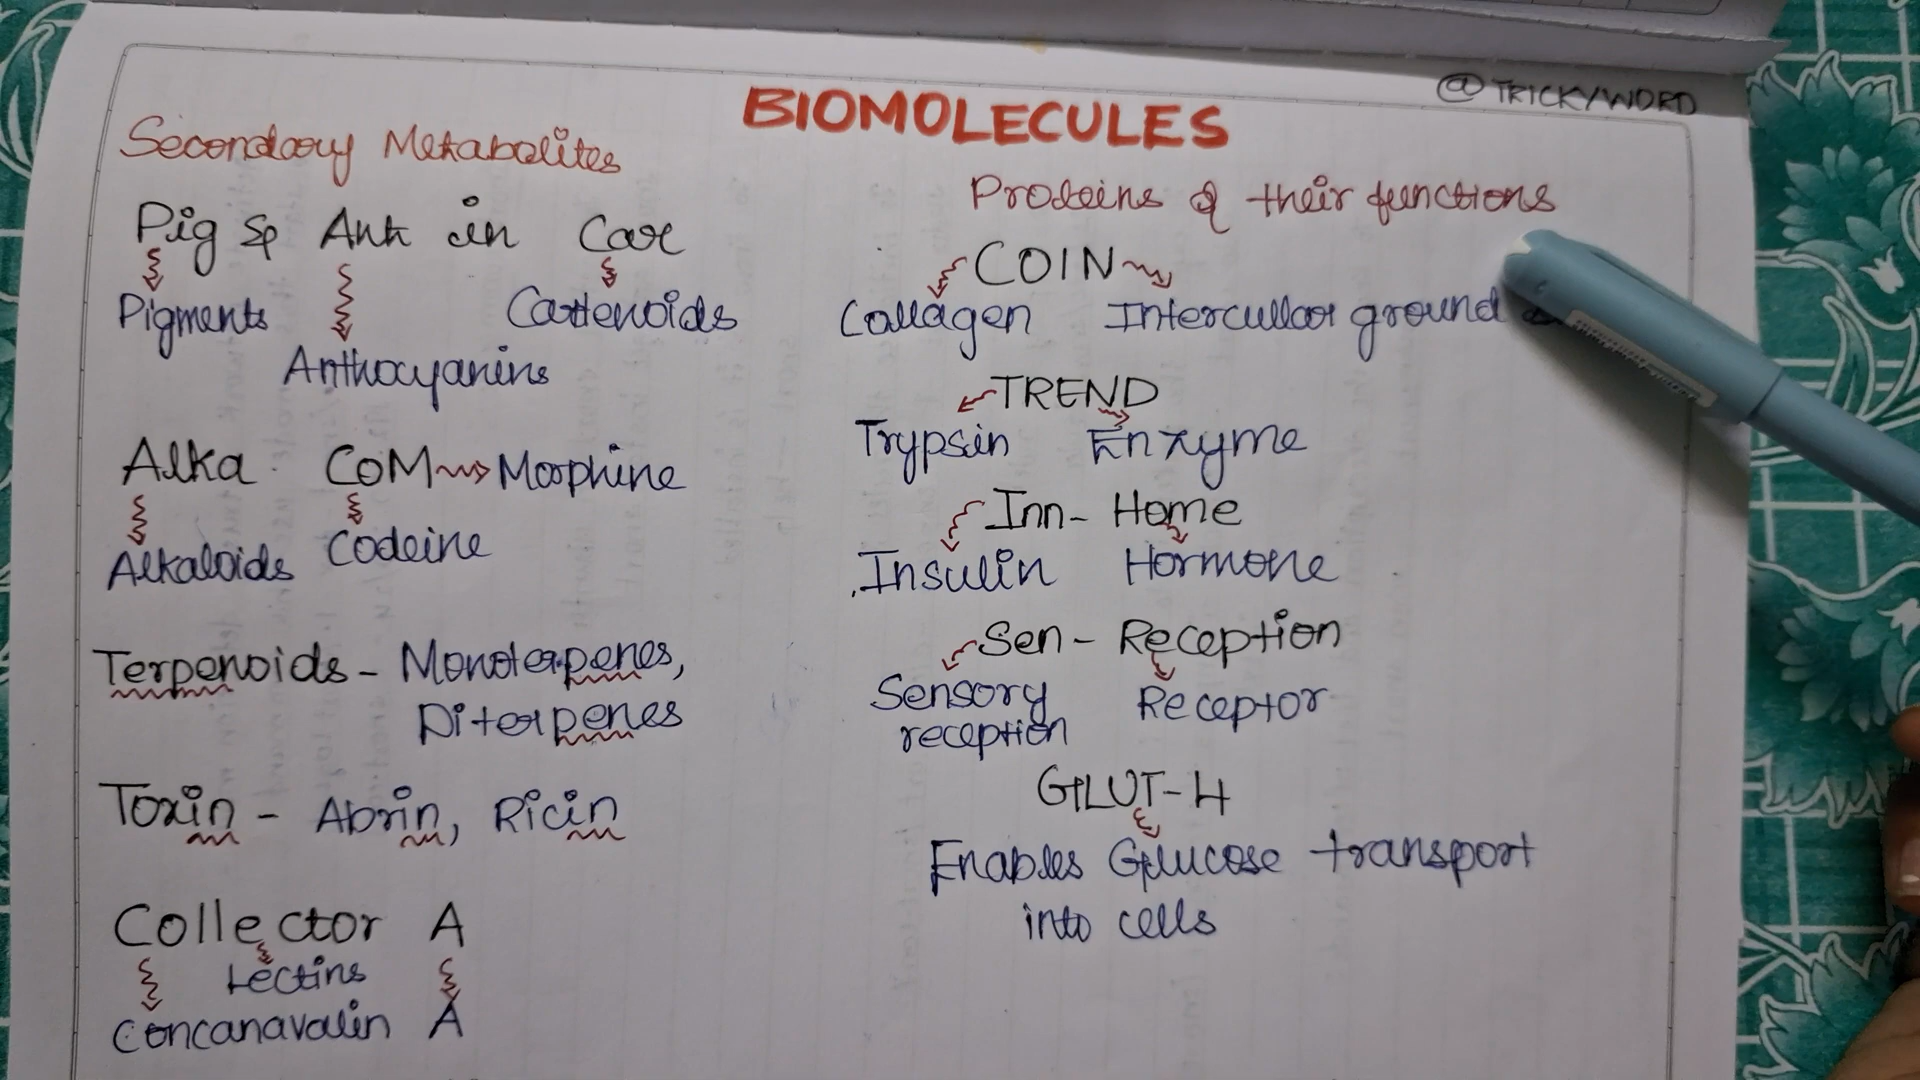 @TRICKYWORD
BIOMOLECULES
Secondary Metabolites
Pig sp Ant in Car
Pigments Carotenoids
Anthocyanins
Alka CoM Morphine
Alkaloids Codeine
Terpenoids - Monoterpenes,
Diterpenes
Toxin - Abrin, Ricin
Collector A
Lectins
Concanavalin A
Proteins & their functions
COIN
Collagen Intercullar ground
TREND
Trypsin Enzyme
Inn - Home
Insulin Hormone
Sen - Reception
Sensory Receptor
reception
GLUT-4
Enables Glucose transport
into cells